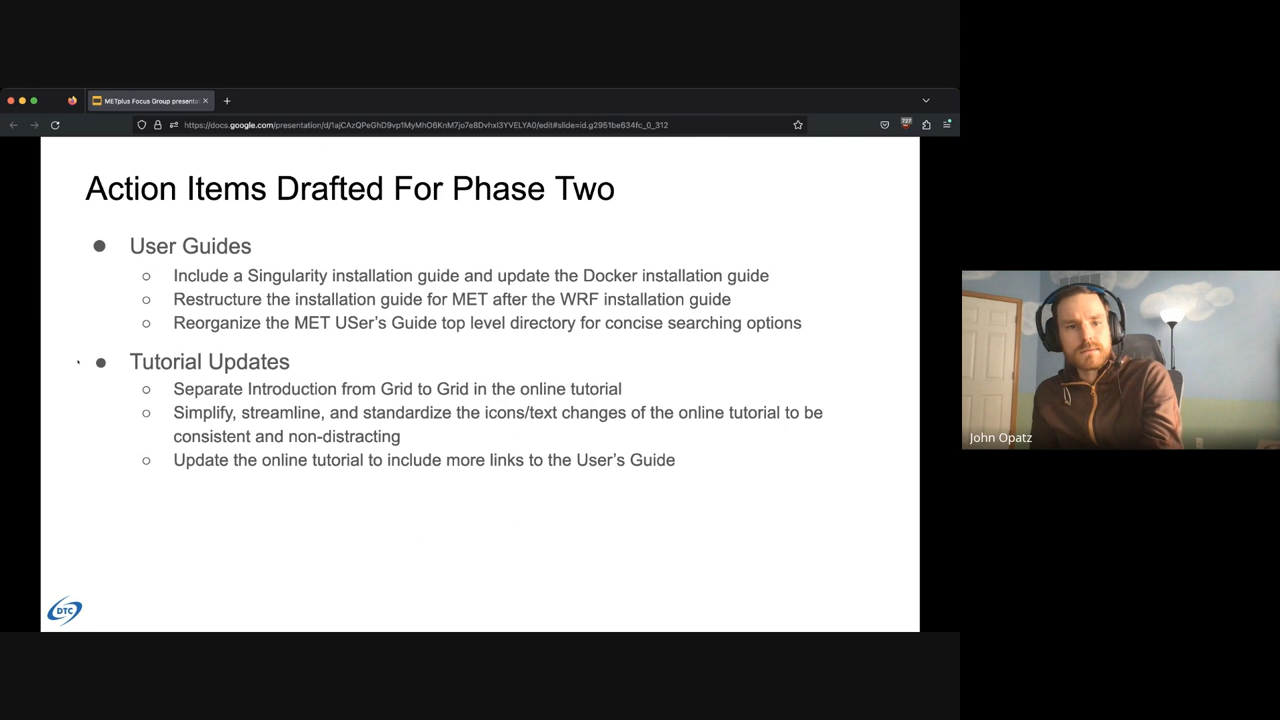 METplus Focus Group presentat
https://docs.google.com/presentation/d/1ajCAzQPeGhD9vp1MyMhO6KnM7jo7e8Dvhxl3YVELYA0/edit#slide=id.g2951be634fc_0_312
727
Action Items Drafted For Phase Two
User Guides
Include a Singularity installation guide and update the Docker installation guide
Restructure the installation guide for MET after the WRF installation guide
Reorganize the MET USer's Guide top level directory for concise searching options
Tutorial Updates
Separate Introduction from Grid to Grid in the online tutorial
Simplify, streamline, and standardize the icons/text changes of the online tutorial to be
consistent and non-distracting
Update the online tutorial to include more links to the User's Guide
DTC
John Opatz